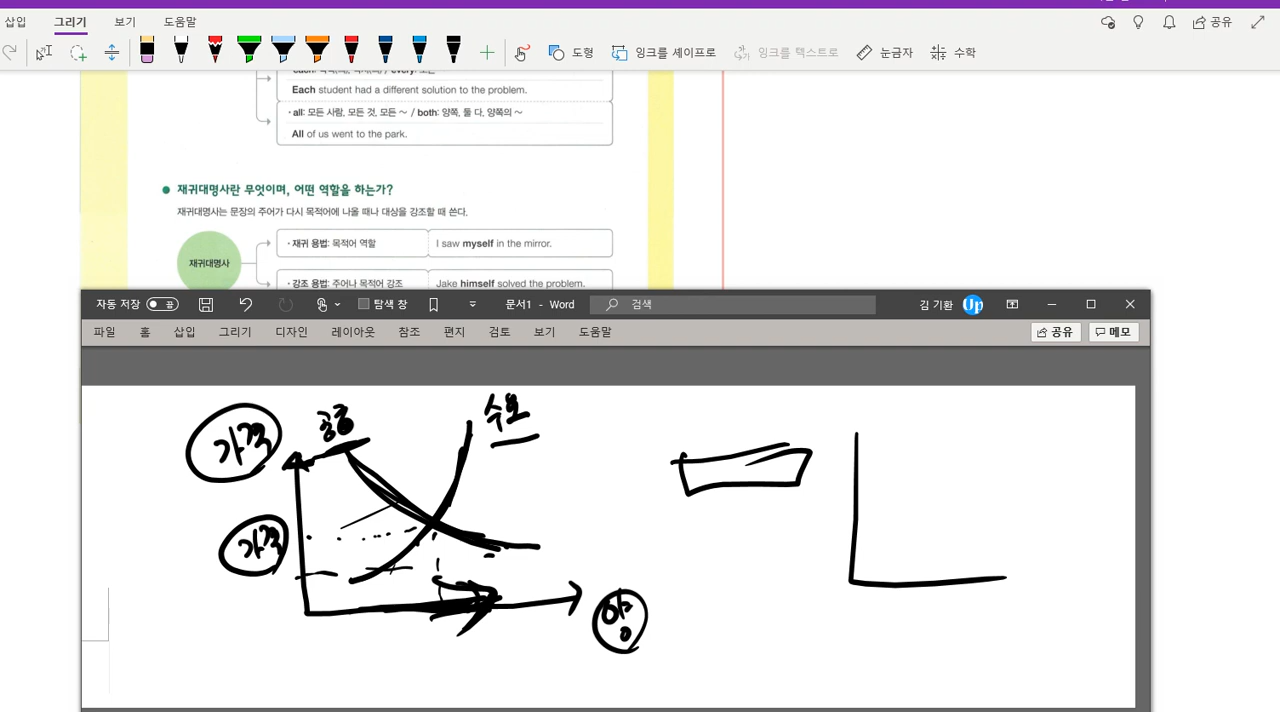 삽입 그리기 보기 도움말 공유
도형 잉크를 셰이프로 잉크를 텍스트로 눈금자 수학
Each student had a different solution to the problem.
· all: 모든 사람, 모든 것, 모든 ~ / both: 양쪽, 둘 다, 양쪽의 ~
All of us went to the park.
재귀대명사란 무엇이며, 어떤 역할을 하는가?
재귀대명사는 문장의 주어가 다시 목적어에 나올 때나 대상을 강조할 때 쓴다.
· 재귀 용법: 목적어 역할 I saw myself in the mirror.
재귀대명사
· 강조 용법: 주어나 목적어 강조 Jake himself solved the problem.
자동 저장 탐색 창 문서1 - Word 검색 김 기환 Up
파일 홈 삽입 그리기 디자인 레이아웃 참조 편지 검토 보기 도움말 공유 메모
가격 공급 수요
가격
양